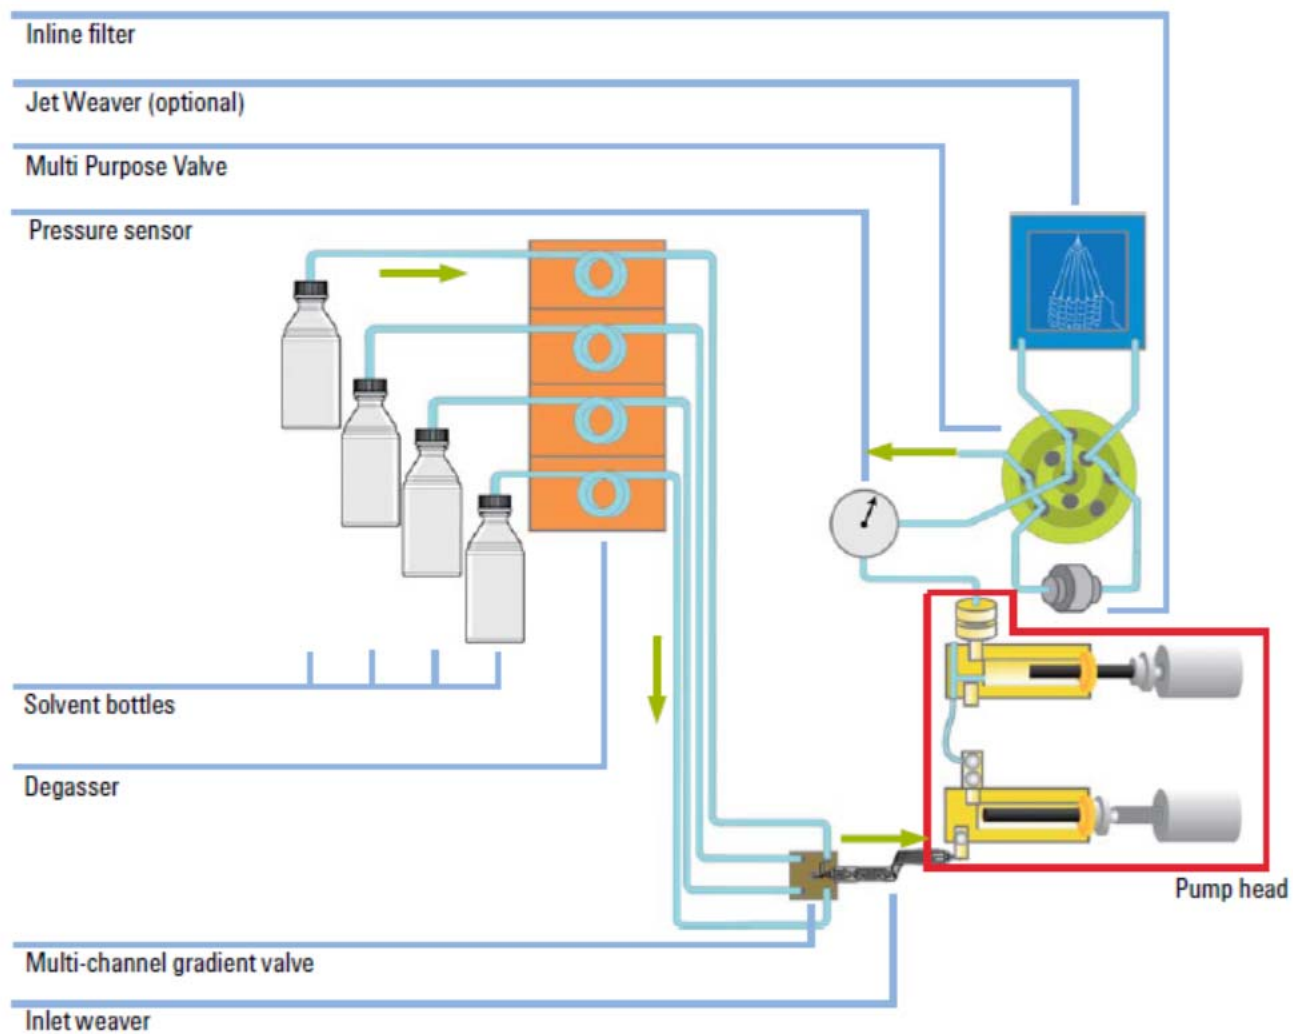 Inline filter
Jet Weaver (optional)
Multi Purpose Valve
Pressure sensor
Solvent bottles
Degasser
Pump head
Multi-channel gradient valve
Inlet weaver